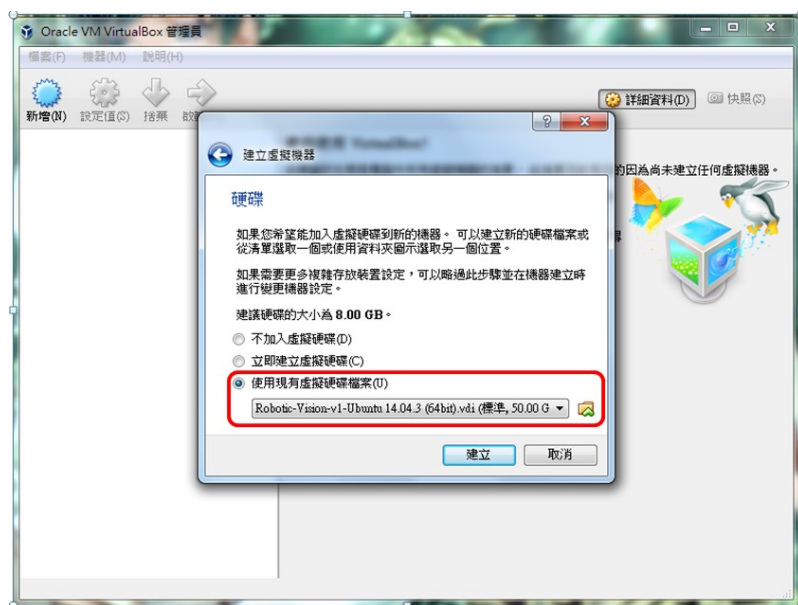 Oracle VM VirtualBox 管理員
檔案(F) 機器(M) 說明(H)
新增(N) 設定值(S) 捨棄
詳細資料(D) 快照(S)
建立虛擬機器
的因為尚未建立任何虛擬機器。
硬碟
如果您希望能加入虛擬硬碟到新的機器。 可以建立新的硬碟檔案或
從清單選取一個或使用資料夾圖示選取另一個位置。
如果需要更多複雜存放裝置設定，可以略過此步驟並在機器建立時
進行變更機器設定。
建議硬碟的大小為 8.00 GB。
不加入虛擬硬碟(D)
立即建立虛擬硬碟(C)
使用現有虛擬硬碟檔案(U)
Robotic-Vision-v1-Ubuntu 14.04.3 (64bit).vdi (標準, 50.00 G
建立 取消